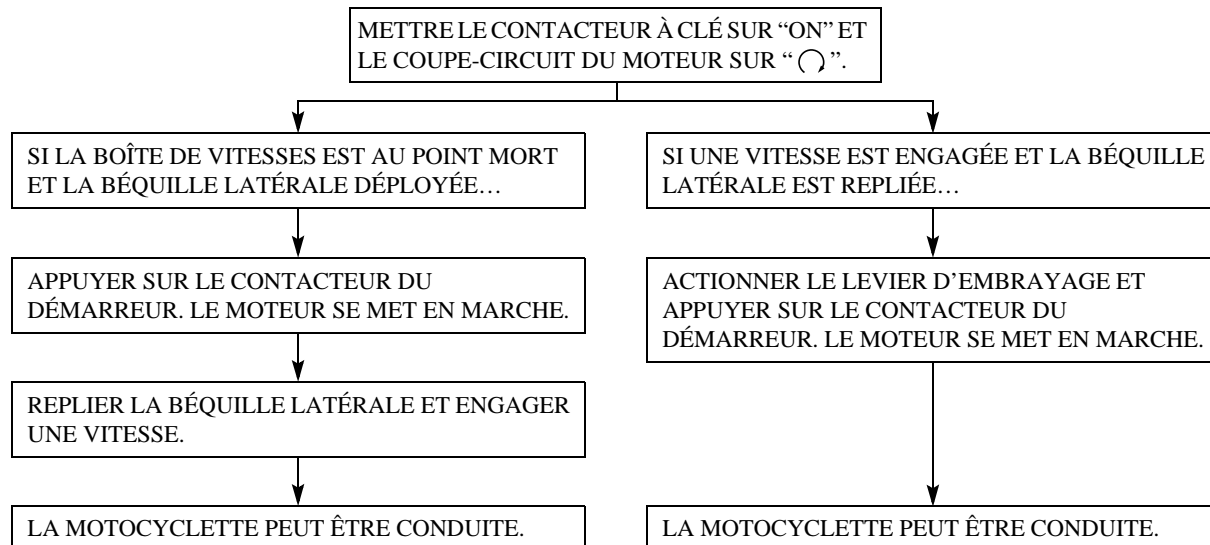 METTRE LE CONTACTEUR À CLÉ SUR “ON” ET
LE COUPE-CIRCUIT DU MOTEUR SUR “ ”.
SI LA BOÎTE DE VITESSES EST AU POINT MORT
ET LA BÉQUILLE LATÉRALE DÉPLOYÉE…
APPUYER SUR LE CONTACTEUR DU
DÉMARREUR. LE MOTEUR SE MET EN MARCHE.
REPLIER LA BÉQUILLE LATÉRALE ET ENGAGER
UNE VITESSE.
LA MOTOCYCLETTE PEUT ÊTRE CONDUITE.
SI UNE VITESSE EST ENGAGÉE ET LA BÉQUILLE
LATÉRALE EST REPLIÉE…
ACTIONNER LE LEVIER D’EMBRAYAGE ET
APPUYER SUR LE CONTACTEUR DU
DÉMARREUR. LE MOTEUR SE MET EN MARCHE.
LA MOTOCYCLETTE PEUT ÊTRE CONDUITE.